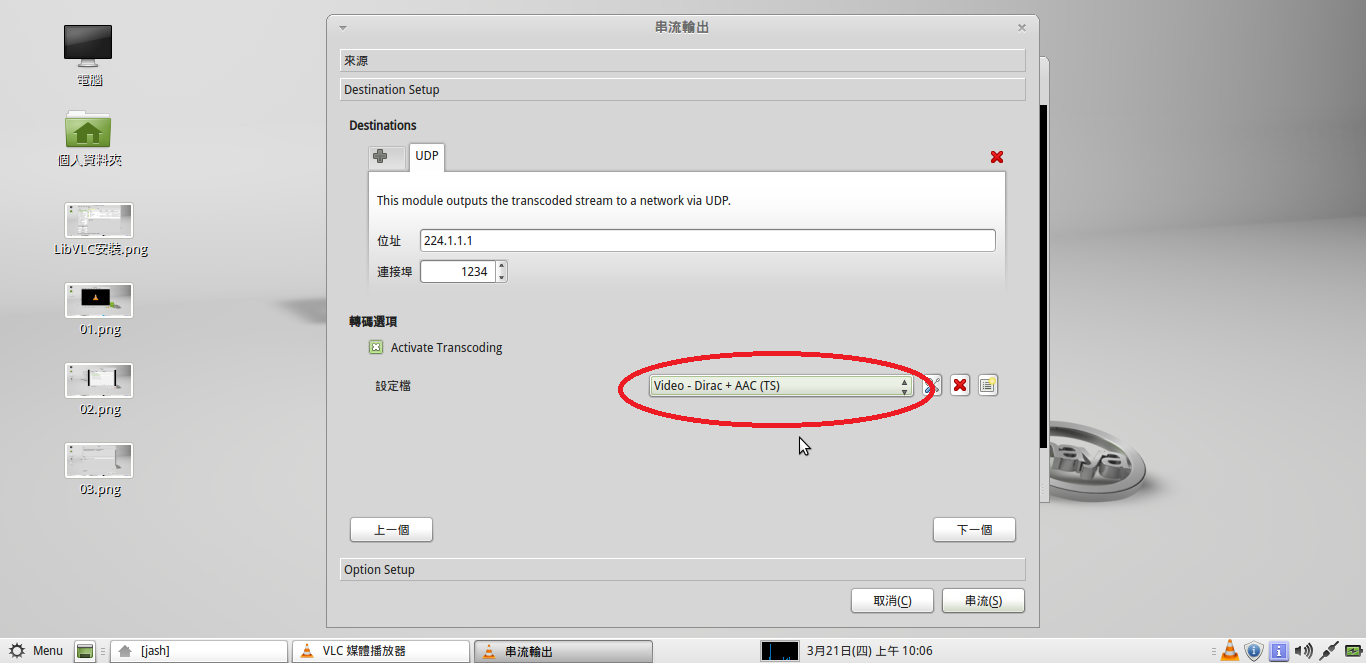 電腦
個人資料夾
LibVLC安裝.png
01.png
02.png
03.png
串流輸出
來源
Destination Setup
Destinations
UDP
This module outputs the transcoded stream to a network via UDP.
位址 224.1.1.1
連接埠 1234
轉碼選項
Activate Transcoding
設定檔 Video - Dirac + AAC (TS)
上一個 下一個
Option Setup
取消(C) 串流(S)
maya
Menu [jash] VLC 媒體播放器 串流輸出 3月21日(四) 上午 10:06